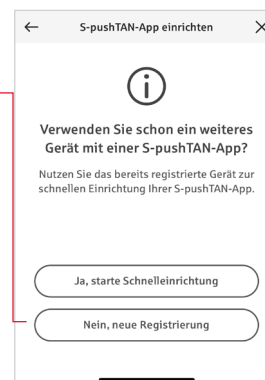 S-pushTAN-App einrichten
Verwenden Sie schon ein weiteres
Gerät mit einer S-pushTAN-App?
Nutzen Sie das bereits registrierte Gerät zur
schnellen Einrichtung Ihrer S-pushTAN-App.
Ja, starte Schnelleinrichtung
Nein, neue Registrierung